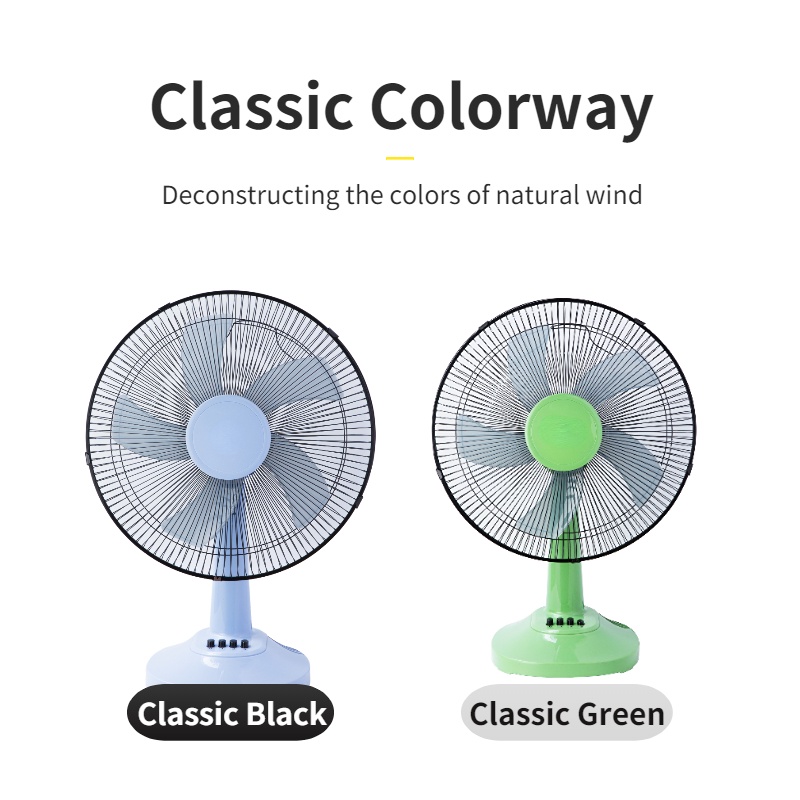 Classic Colorway
Deconstructing the colors of natural wind
Classic Black
Classic Green